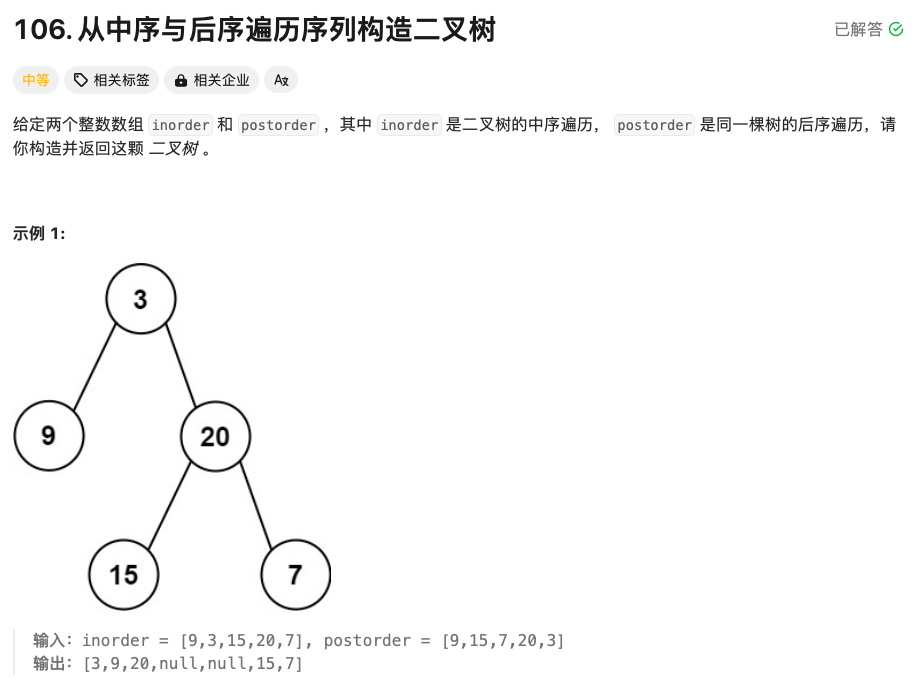 106. 从中序与后序遍历序列构造二叉树
已解答
中等 相关标签 相关企业 A文
给定两个整数数组 inorder 和 postorder ，其中 inorder 是二叉树的中序遍历， postorder 是同一棵树的后序遍历，请
你构造并返回这颗 二叉树 。
示例 1:
3
9
20
15
7
输入：inorder = [9,3,15,20,7], postorder = [9,15,7,20,3]
输出：[3,9,20,null,null,15,7]